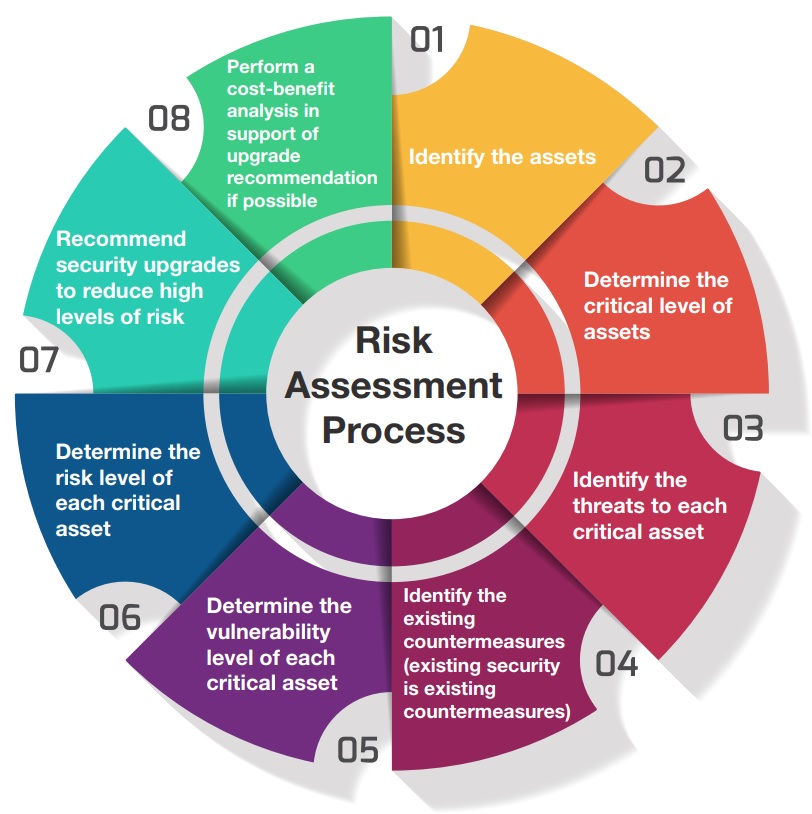 Risk
Assessment
Process
01
Identify the assets
02
Determine the
critical level of
assets
03
Identify the
threats to each
critical asset
04
Identify the
existing
countermeasures
(existing security
is existing
countermeasures)
05
Determine the
vulnerability
level of each
critical asset
06
Determine the
risk level of
each critical
asset
07
Recommend
security upgrades
to reduce high
levels of risk
08
Perform a
cost-benefit
analysis in
support of
upgrade
recommendation
if possible